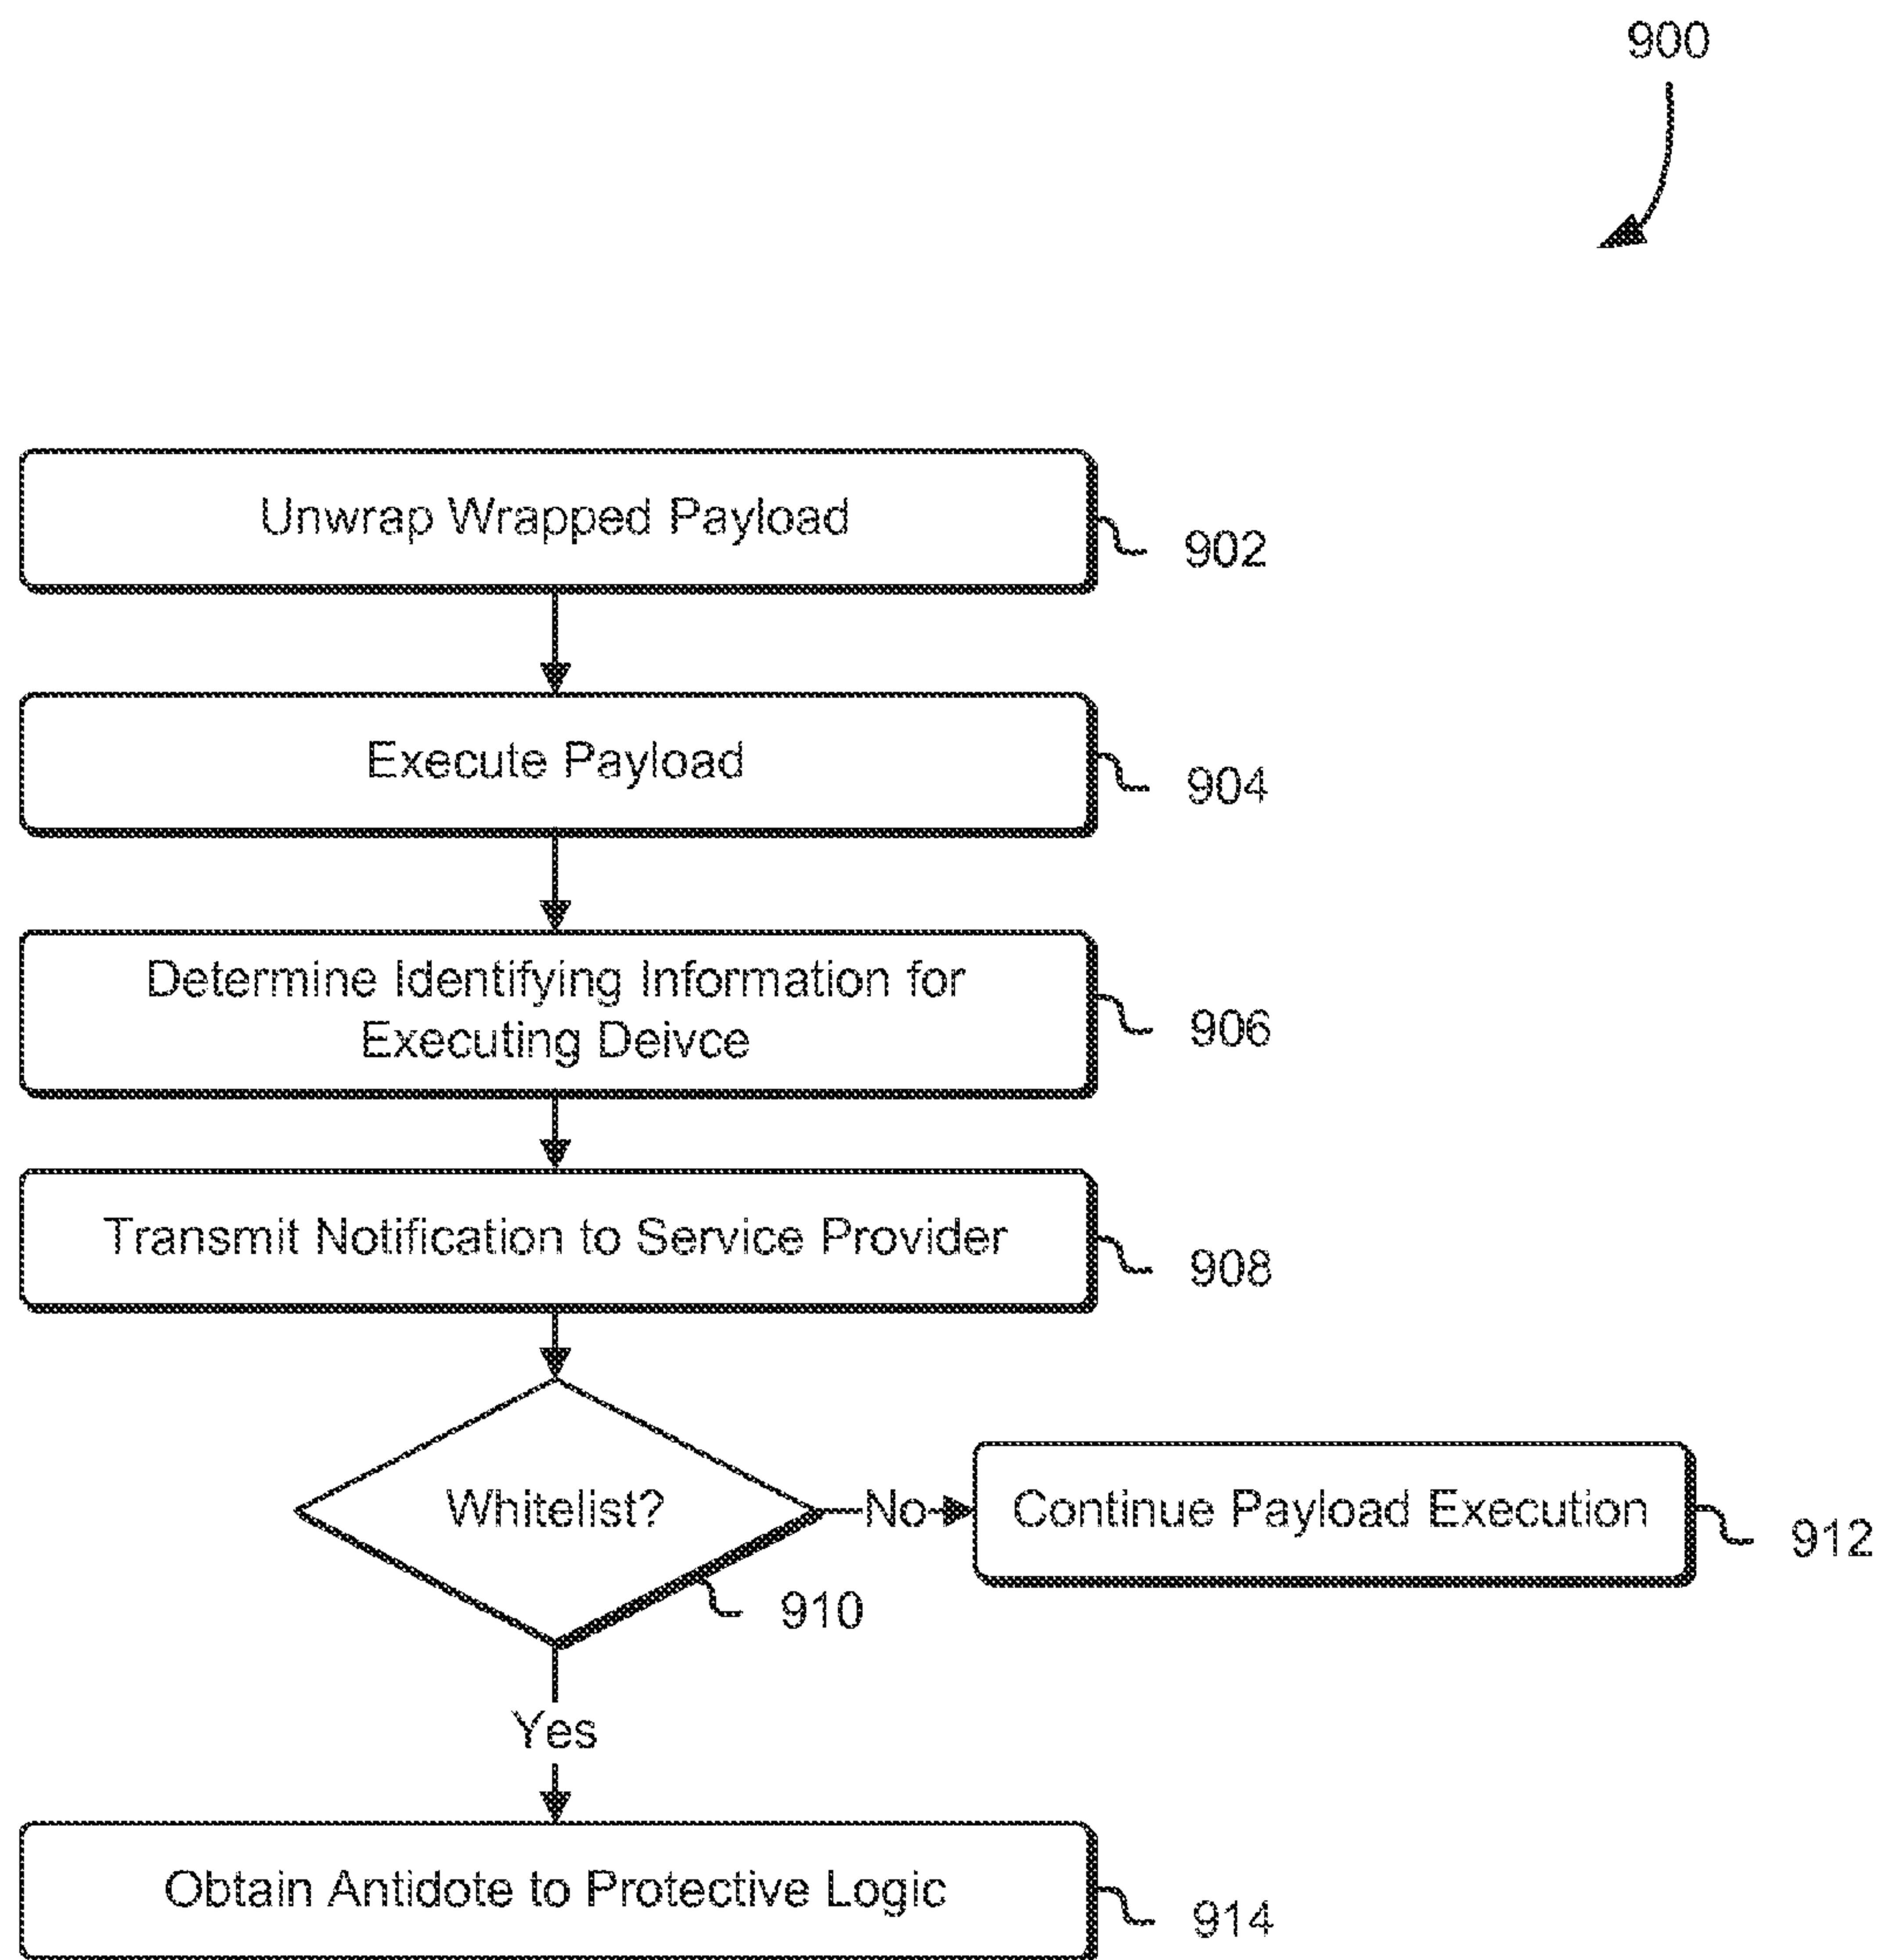 900
Unwrap Wrapped Payload
902
Execute Payload
904
Determine Identifying Information for
Executing Deivce
906
Transmit Notification to Service Provider
908
Whitelist?
No
Continue Payload Execution
912
910
Yes
Obtain Antidote to Protective Logic
914